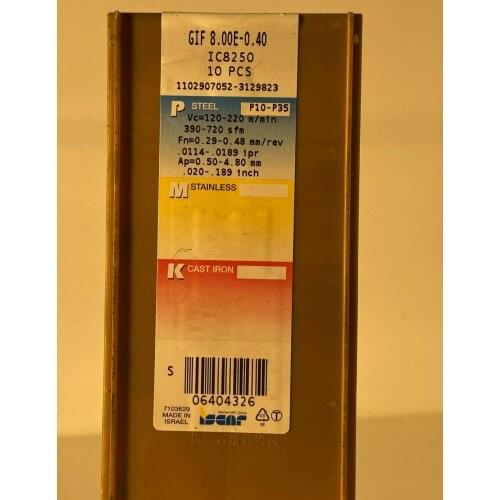 GIF 8.00E-0.40
IC8250
10 PCS
1102907052-3129823
P STEEL P10-P35
Vc=120-220 m/min
390-720 sfm
Fn=0.29-0.48 mm/rev
.0114-.0189 ipr
Ap=0.50-4.80 mm
.020-.189 inch
M STAINLESS
K CAST IRON
S
06404326
7103629
MADE IN
ISRAEL
ISCAR
PP
T